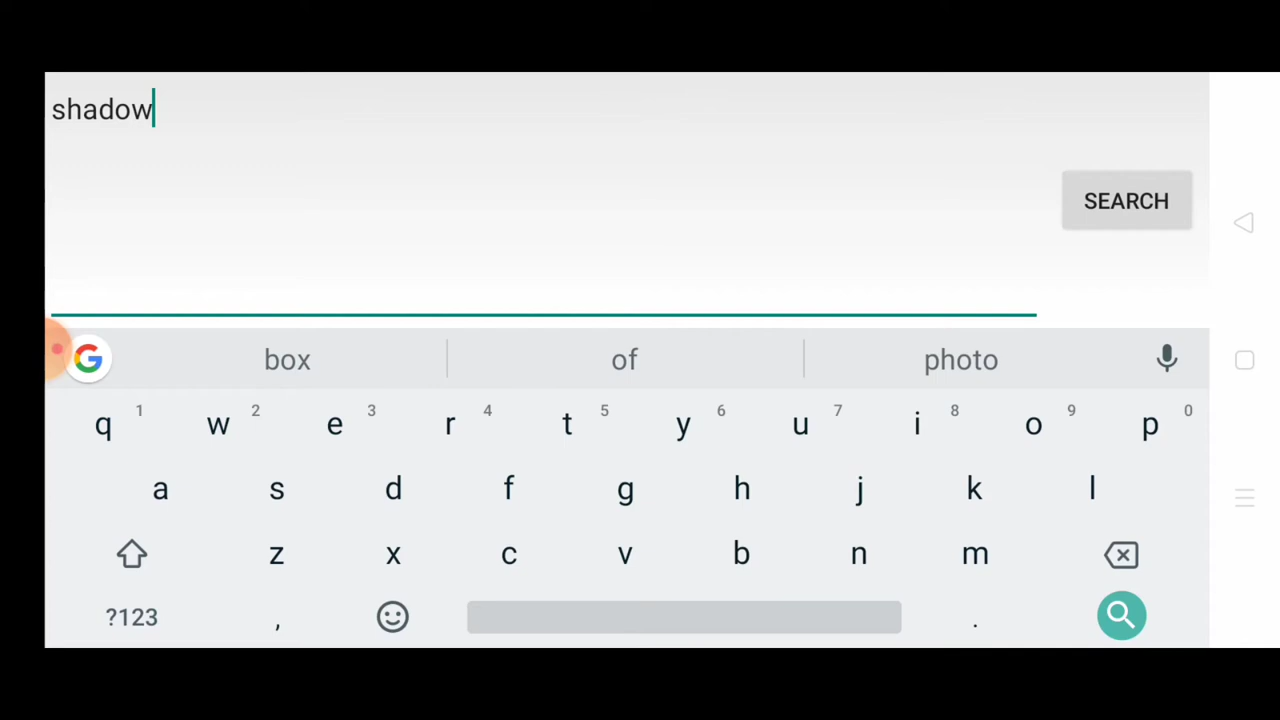 shadow
SEARCH
box of photo
q 1 w 2 e 3 r 4 t 5 y 6 u 7 i 8 o 9 p 0
a s d f g h j k l
z x c v b n m
?123 , .